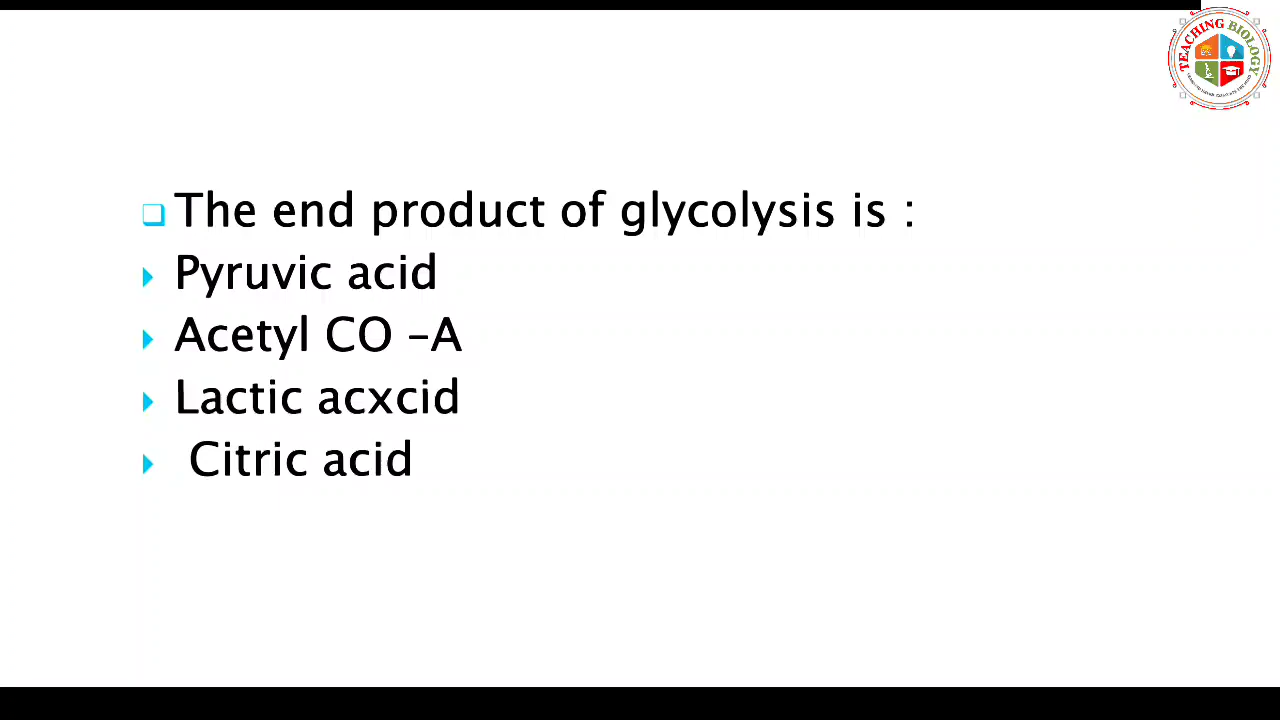 TEACHING BIOLOGY
The end product of glycolysis is :
Pyruvic acid
Acetyl CO -A
Lactic acxcid
Citric acid